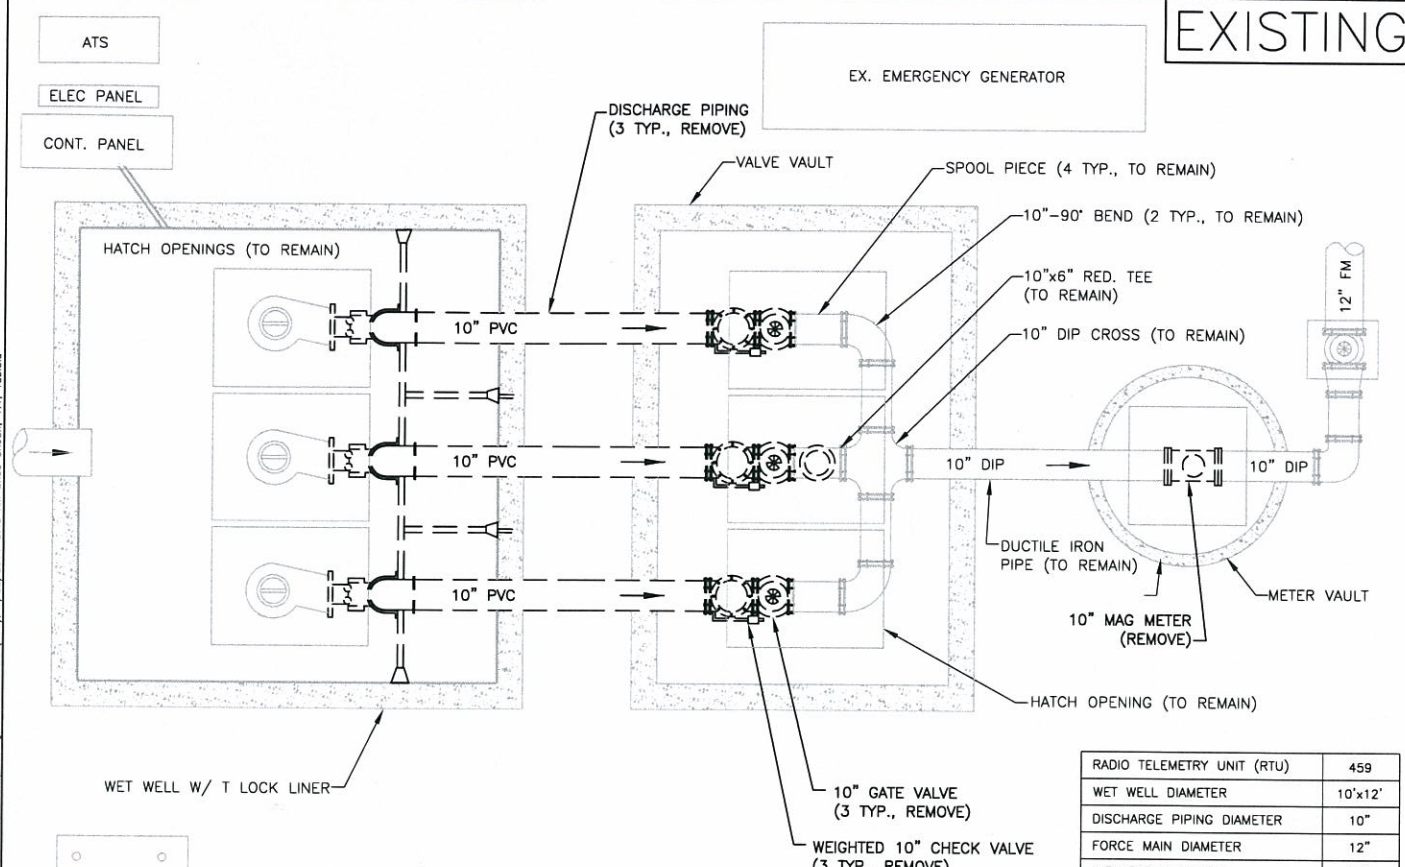 EXISTING
ATS
ELEC PANEL
CONT. PANEL
EX. EMERGENCY GENERATOR
DISCHARGE PIPING
(3 TYP., REMOVE)
VALVE VAULT
SPOOL PIECE (4 TYP., TO REMAIN)
10"-90° BEND (2 TYP., TO REMAIN)
HATCH OPENINGS (TO REMAIN)
10"x6" RED. TEE
(TO REMAIN)
12" FM
10" PVC
10" DIP CROSS (TO REMAIN)
10" PVC
10" DIP
10" DIP
DUCTILE IRON
PIPE (TO REMAIN)
10" PVC
METER VAULT
10" MAG METER
(REMOVE)
HATCH OPENING (TO REMAIN)
WET WELL W/ T LOCK LINER
10" GATE VALVE
(3 TYP., REMOVE)
WEIGHTED 10" CHECK VALVE
(3 TYP., REMOVE)
RADIO TELEMETRY UNIT (RTU) 459
WET WELL DIAMETER 10'x12'
DISCHARGE PIPING DIAMETER 10"
FORCE MAIN DIAMETER 12"